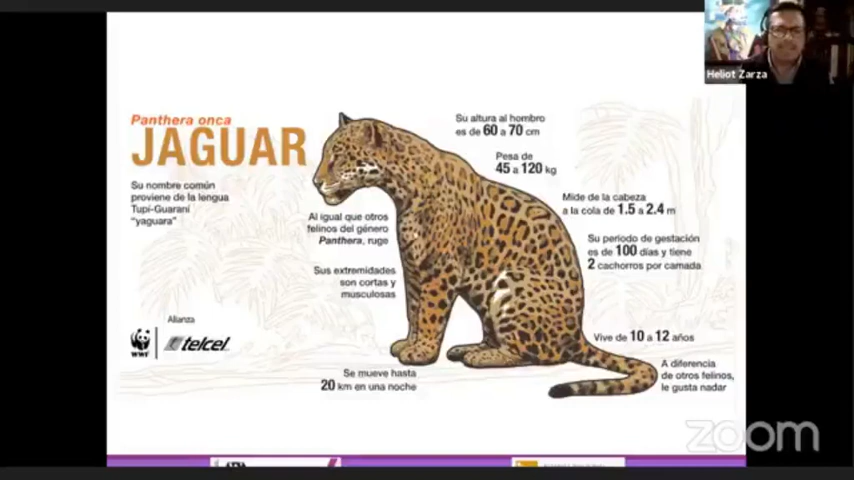 Heliot Zarza
Panthera onca
JAGUAR
Su nombre común
proviene de la lengua
Tupí-Guaraní
"yaguara"
Su altura al hombro
es de 60 a 70 cm
Pesa de
45 a 120 kg
Mide de la cabeza
a la cola de 1.5 a 2.4 m
Al igual que otros
felinos del género
Panthera, ruge
Su periodo de gestación
es de 100 días y tiene
2 cachorros por camada
Sus extremidades
son cortas y
musculosas
Alianza
WWF
telcel
Vive de 10 a 12 años
Se mueve hasta
20 km en una noche
A diferencia
de otros felinos,
le gusta nadar
zoom